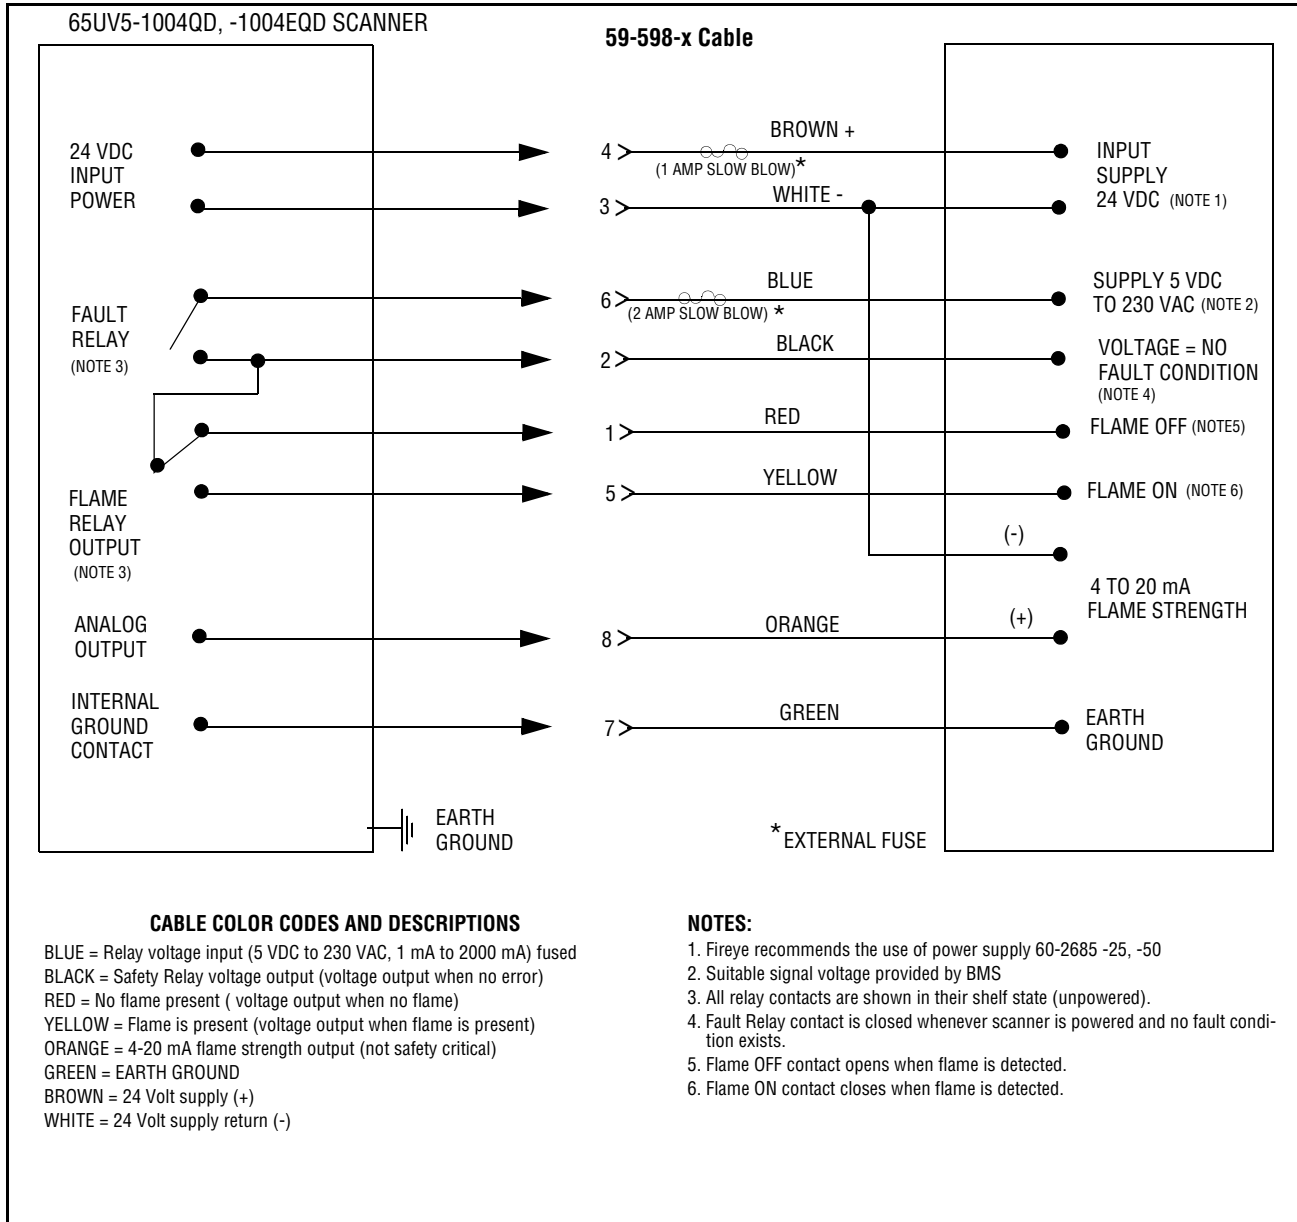 65UV5-1004QD, -1004EQD SCANNER
59-598-x Cable
24 VDC
INPUT
POWER
4
BROWN +
(1 AMP SLOW BLOW)*
INPUT
SUPPLY
24 VDC (NOTE 1)
3
WHITE -
FAULT
RELAY
(NOTE 3)
6
BLUE
(2 AMP SLOW BLOW) *
SUPPLY 5 VDC
TO 230 VAC (NOTE 2)
2
BLACK
VOLTAGE = NO
FAULT CONDITION
(NOTE 4)
1
RED
FLAME OFF (NOTE5)
FLAME
RELAY
OUTPUT
(NOTE 3)
5
YELLOW
FLAME ON (NOTE 6)
(-)
4 TO 20 mA
FLAME STRENGTH
(+)
ANALOG
OUTPUT
8
ORANGE
INTERNAL
GROUND
CONTACT
7
GREEN
EARTH
GROUND
EARTH
GROUND
*EXTERNAL FUSE
CABLE COLOR CODES AND DESCRIPTIONS
BLUE = Relay voltage input (5 VDC to 230 VAC, 1 mA to 2000 mA) fused
BLACK = Safety Relay voltage output (voltage output when no error)
RED = No flame present ( voltage output when no flame)
YELLOW = Flame is present (voltage output when flame is present)
ORANGE = 4-20 mA flame strength output (not safety critical)
GREEN = EARTH GROUND
BROWN = 24 Volt supply (+)
WHITE = 24 Volt supply return (-)
NOTES:
1. Fireye recommends the use of power supply 60-2685 -25, -50
2. Suitable signal voltage provided by BMS
3. All relay contacts are shown in their shelf state (unpowered).
4. Fault Relay contact is closed whenever scanner is powered and no fault condi-
tion exists.
5. Flame OFF contact opens when flame is detected.
6. Flame ON contact closes when flame is detected.